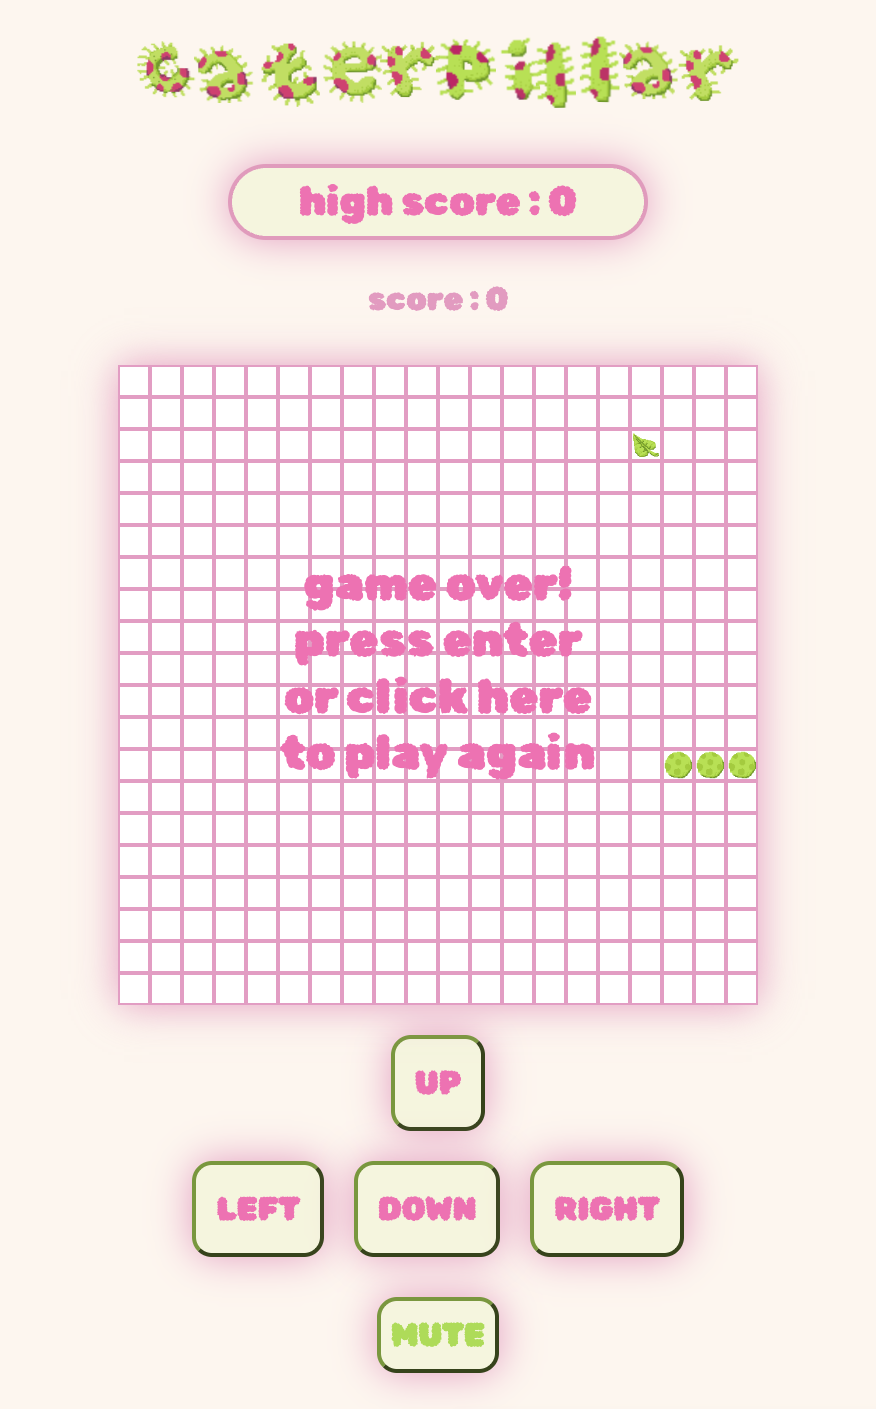 caterpillar
high score : 0
score : 0
game over!
press enter
or click here
to play again
UP
LEFT DOWN RIGHT
MUTE